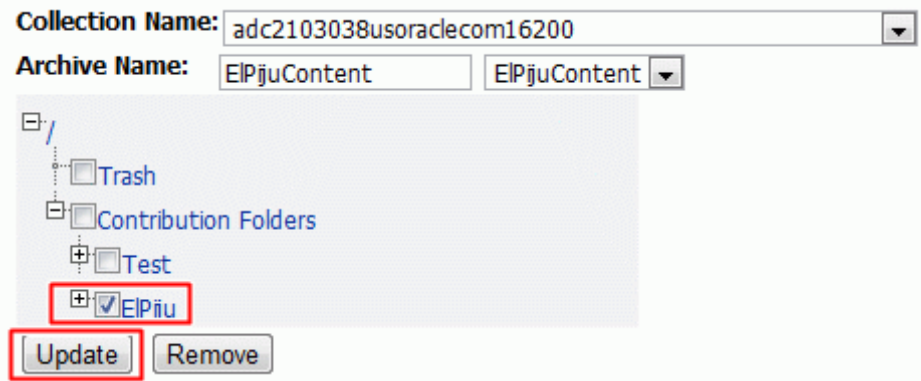 Collection Name: adc2103038usoraclecom16200
Archive Name: ElPijuContent ElPijuContent
/
Trash
Contribution Folders
Test
ElPiju
Update Remove